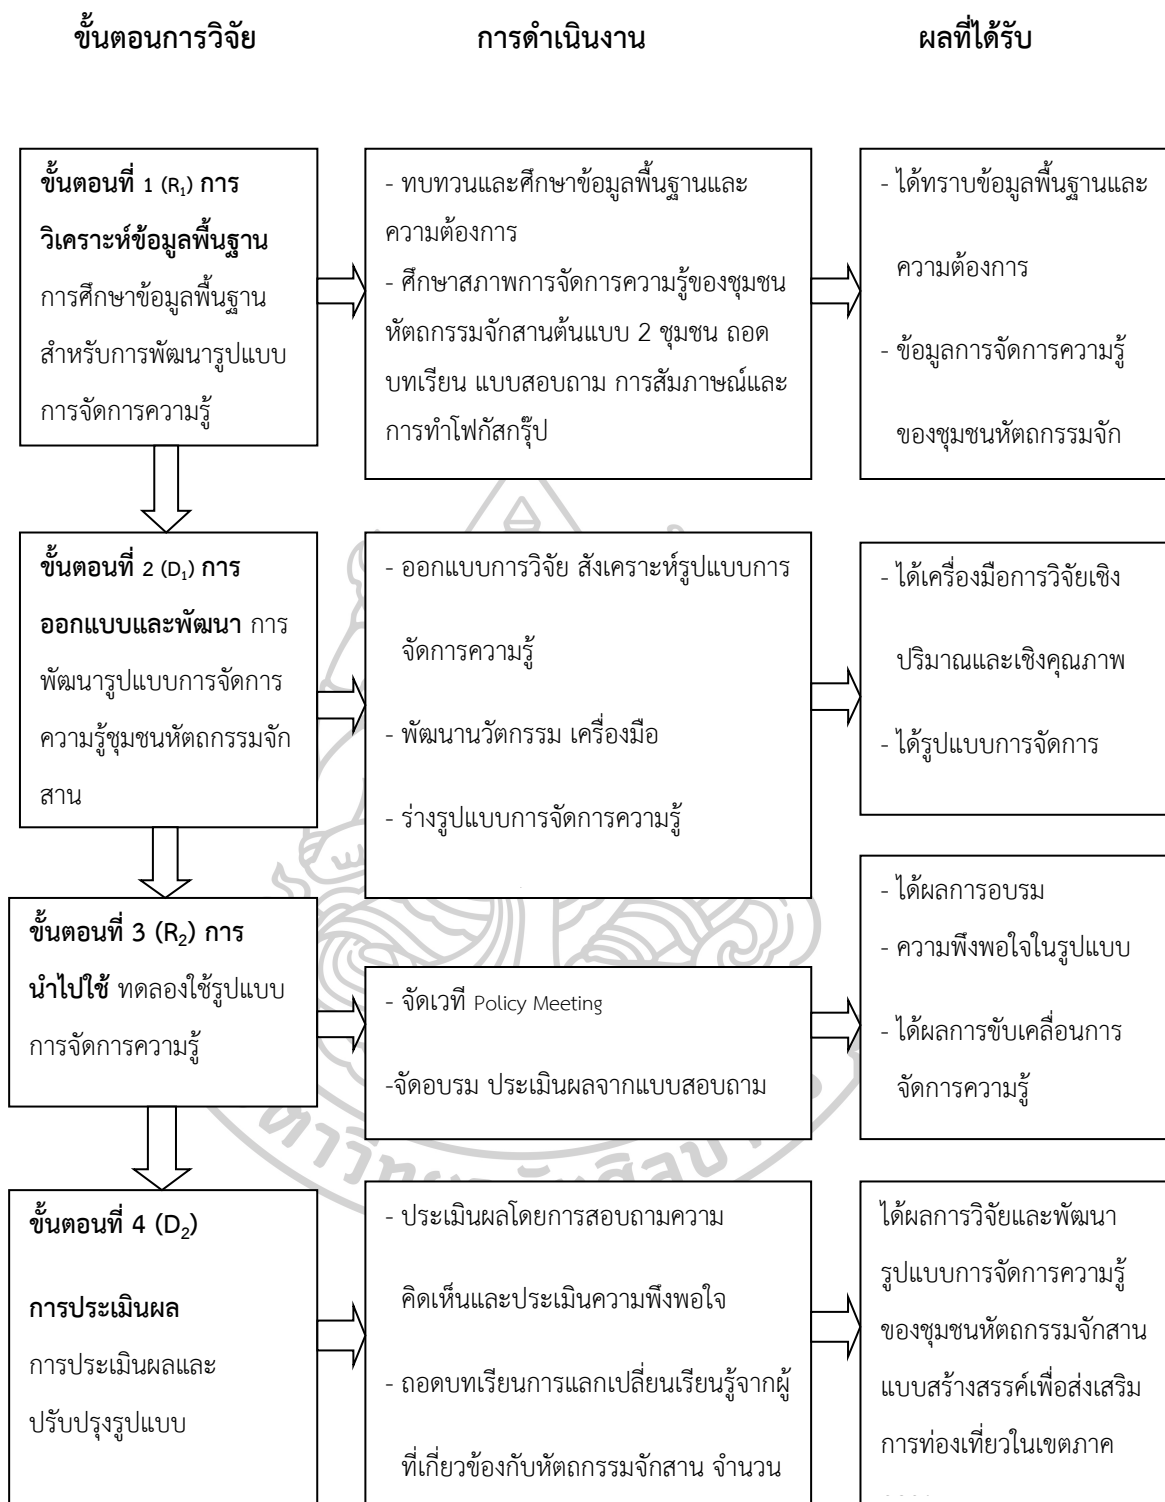 ขั้นตอนการวิจัย
การดำเนินงาน
ผลที่ได้รับ
ขั้นตอนที่ 1 (R1) การ
วิเคราะห์ข้อมูลพื้นฐาน
การศึกษาข้อมูลพื้นฐาน
สำหรับการพัฒนารูปแบบ
การจัดการความรู้
- ทบทวนและศึกษาข้อมูลพื้นฐานและ
ความต้องการ
- ศึกษาสภาพการจัดการความรู้ของชุมชน
หัตถกรรมจักสานต้นแบบ 2 ชุมชน ถอด
บทเรียน แบบสอบถาม การสัมภาษณ์และ
การทำโฟกัสกรุ๊ป
- ได้ทราบข้อมูลพื้นฐานและ
ความต้องการ
- ข้อมูลการจัดการความรู้
ของชุมชนหัตถกรรมจัก
ขั้นตอนที่ 2 (D1) การ
ออกแบบและพัฒนา การ
พัฒนารูปแบบการจัดการ
ความรู้ชุมชนหัตถกรรมจัก
สาน
- ออกแบบการวิจัย สังเคราะห์รูปแบบการ
จัดการความรู้
- พัฒนานวัตกรรม เครื่องมือ
- ร่างรูปแบบการจัดการความรู้
- ได้เครื่องมือการวิจัยเชิง
ปริมาณและเชิงคุณภาพ
- ได้รูปแบบการจัดการ
ขั้นตอนที่ 3 (R2) การ
นำไปใช้ ทดลองใช้รูปแบบ
การจัดการความรู้
- จัดเวที Policy Meeting
-จัดอบรม ประเมินผลจากแบบสอบถาม
- ได้ผลการอบรม
- ความพึงพอใจในรูปแบบ
- ได้ผลการขับเคลื่อนการ
จัดการความรู้
ขั้นตอนที่ 4 (D2)
การประเมินผล
การประเมินผลและ
ปรับปรุงรูปแบบ
- ประเมินผลโดยการสอบถามความ
คิดเห็นและประเมินความพึงพอใจ
- ถอดบทเรียนการแลกเปลี่ยนเรียนรู้จากผู้
ที่เกี่ยวข้องกับหัตถกรรมจักสาน จำนวน
ได้ผลการวิจัยและพัฒนา
รูปแบบการจัดการความรู้
ของชุมชนหัตถกรรมจักสาน
แบบสร้างสรรค์เพื่อส่งเสริม
การท่องเที่ยวในเขตภาค